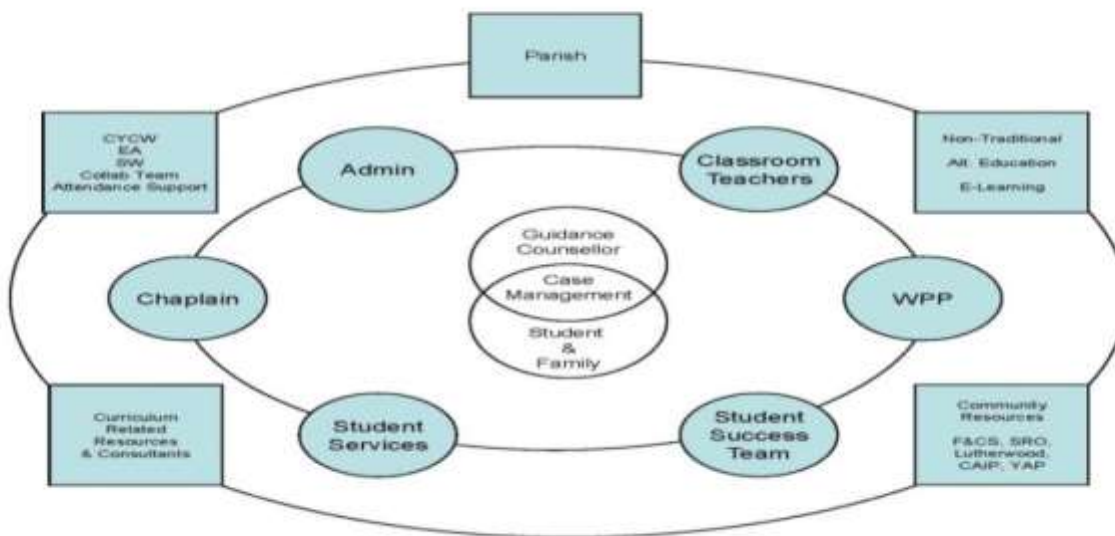 Parish
CYCW
EA
SW
Collab Team
Attendance Support
Admin
Classroom
Teachers
Non-Traditional
Alt. Education
E-Learning
Guidance
Counsellor
Case
Management
Student
&
Family
Chaplain
WPP
Curriculum
Related
Resources
& Consultants
Student
Services
Student
Success
Team
Community
Resources
F&CS, SRO,
Lutherwood,
CAIP, YAP